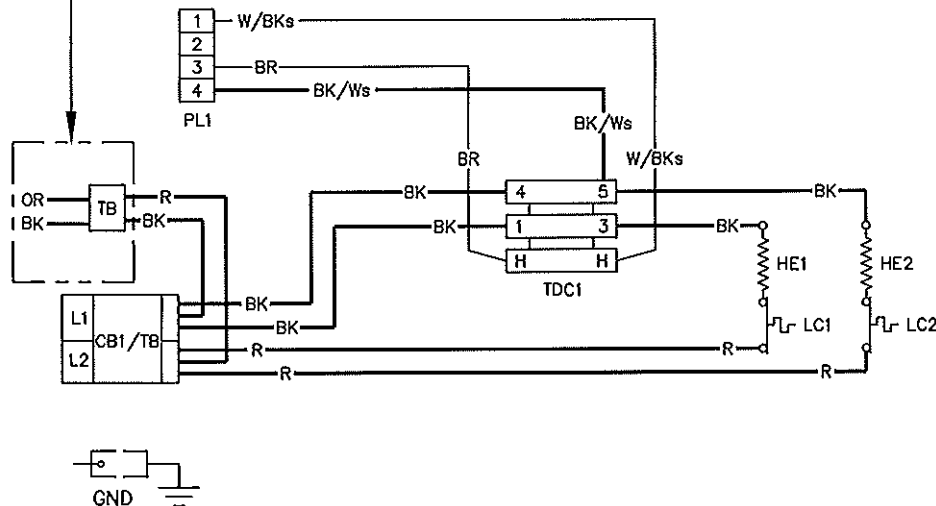 1 W/BKs
2
3 BR
4 BK/Ws
PL1
BK/Ws
BR W/BKs
OR TB R
BK BK
BK 4 5 BK
BK 1 3 BK
H H
TDC1
HE1 HE2
L1 CB1/TB BK
BK LC1 LC2
L2 R R
R R
GND